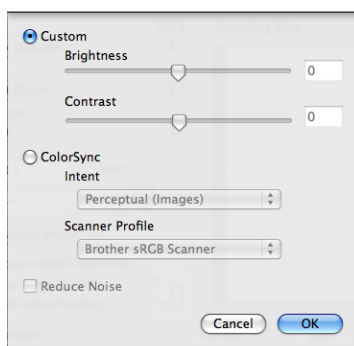 Custom
Brightness
0
Contrast
0
ColorSync
Intent
Perceptual (Images)
Scanner Profile
Brother sRGB Scanner
Reduce Noise
Cancel OK